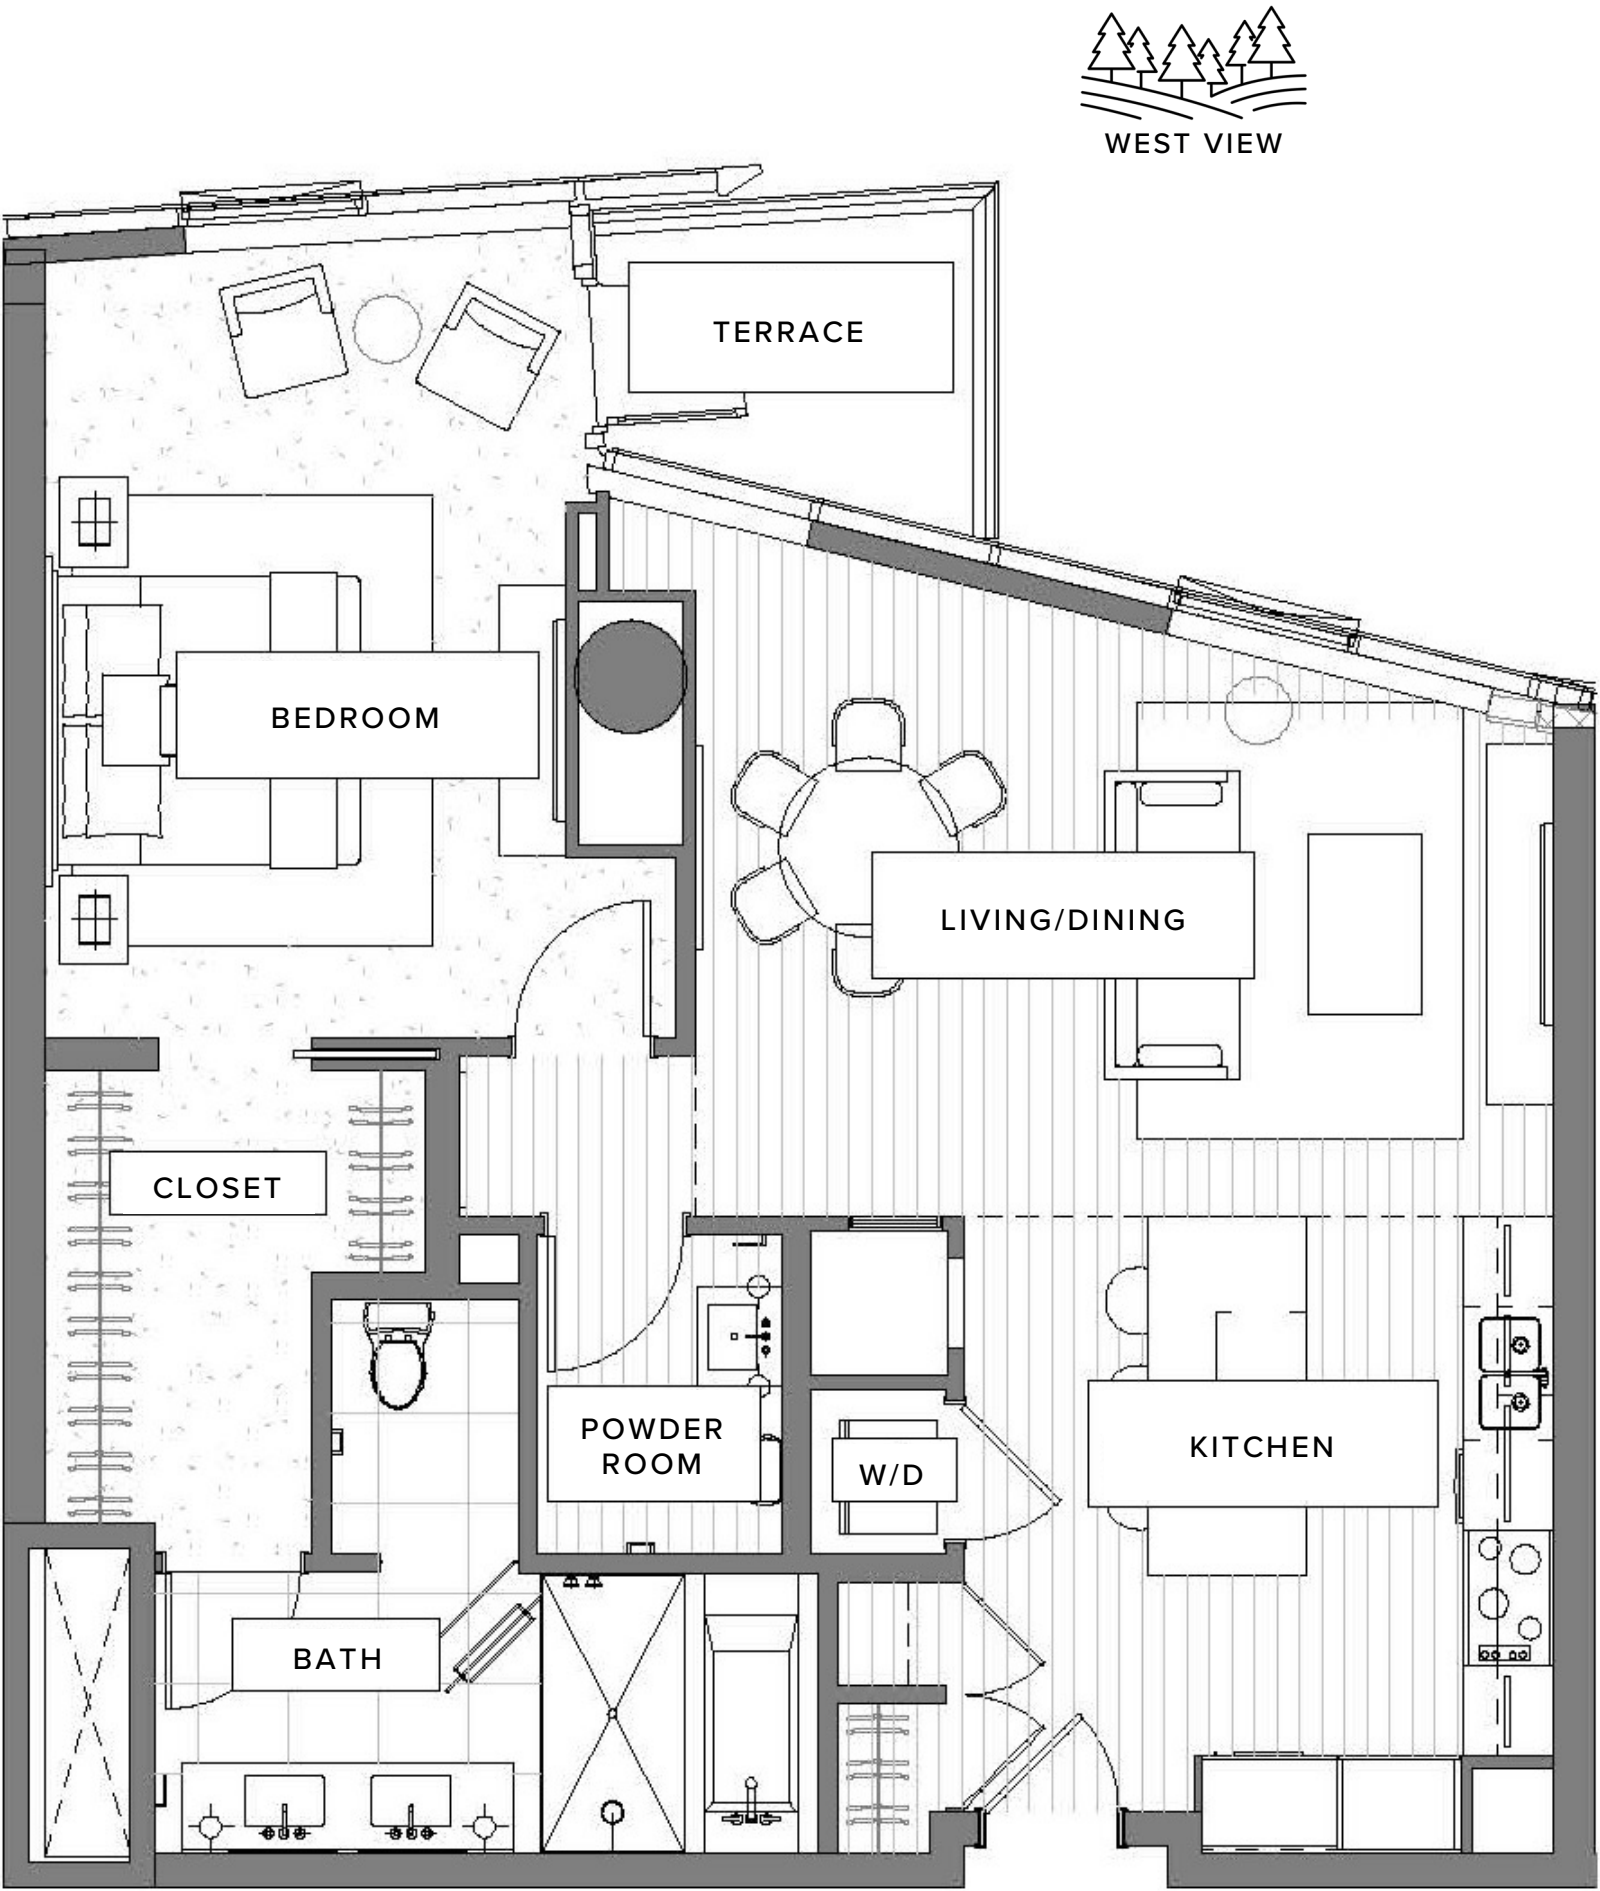 WEST VIEW
TERRACE
BEDROOM
LIVING/DINING
CLOSET
POWDER
ROOM
W/D
KITCHEN
BATH